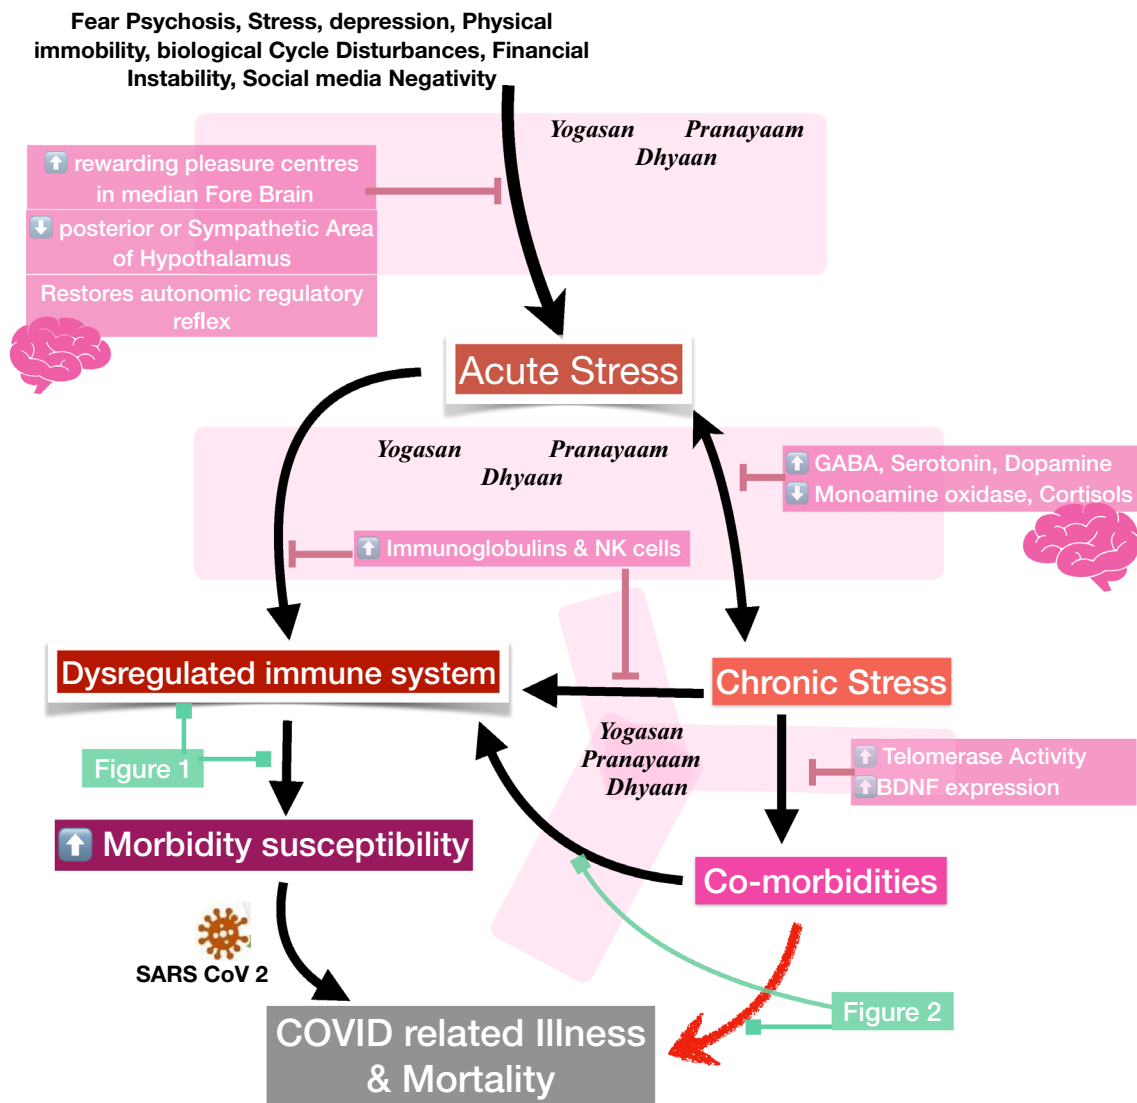 Fear Psychosis, Stress, depression, Physical
immobility, biological Cycle Disturbances, Financial
Instability, Social media Negativity
Yogasan Pranayaam
Dhyaan
⬆ rewarding pleasure centres
in median Fore Brain
⬇ posterior or Sympathetic Area
of Hypothalamus
Restores autonomic regulatory
reflex
Acute Stress
Yogasan Pranayaam
Dhyaan
⬆ GABA, Serotonin, Dopamine
⬇ Monoamine oxidase, Cortisols
⬆ Immunoglobulins & NK cells
Dysregulated immune system
Chronic Stress
Yogasan
Pranayaam
Dhyaan
⬆ Telomerase Activity
⬆BDNF expression
Figure 1
⬆ Morbidity susceptibility
Co-morbidities
SARS CoV 2
Figure 2
COVID related Illness
& Mortality